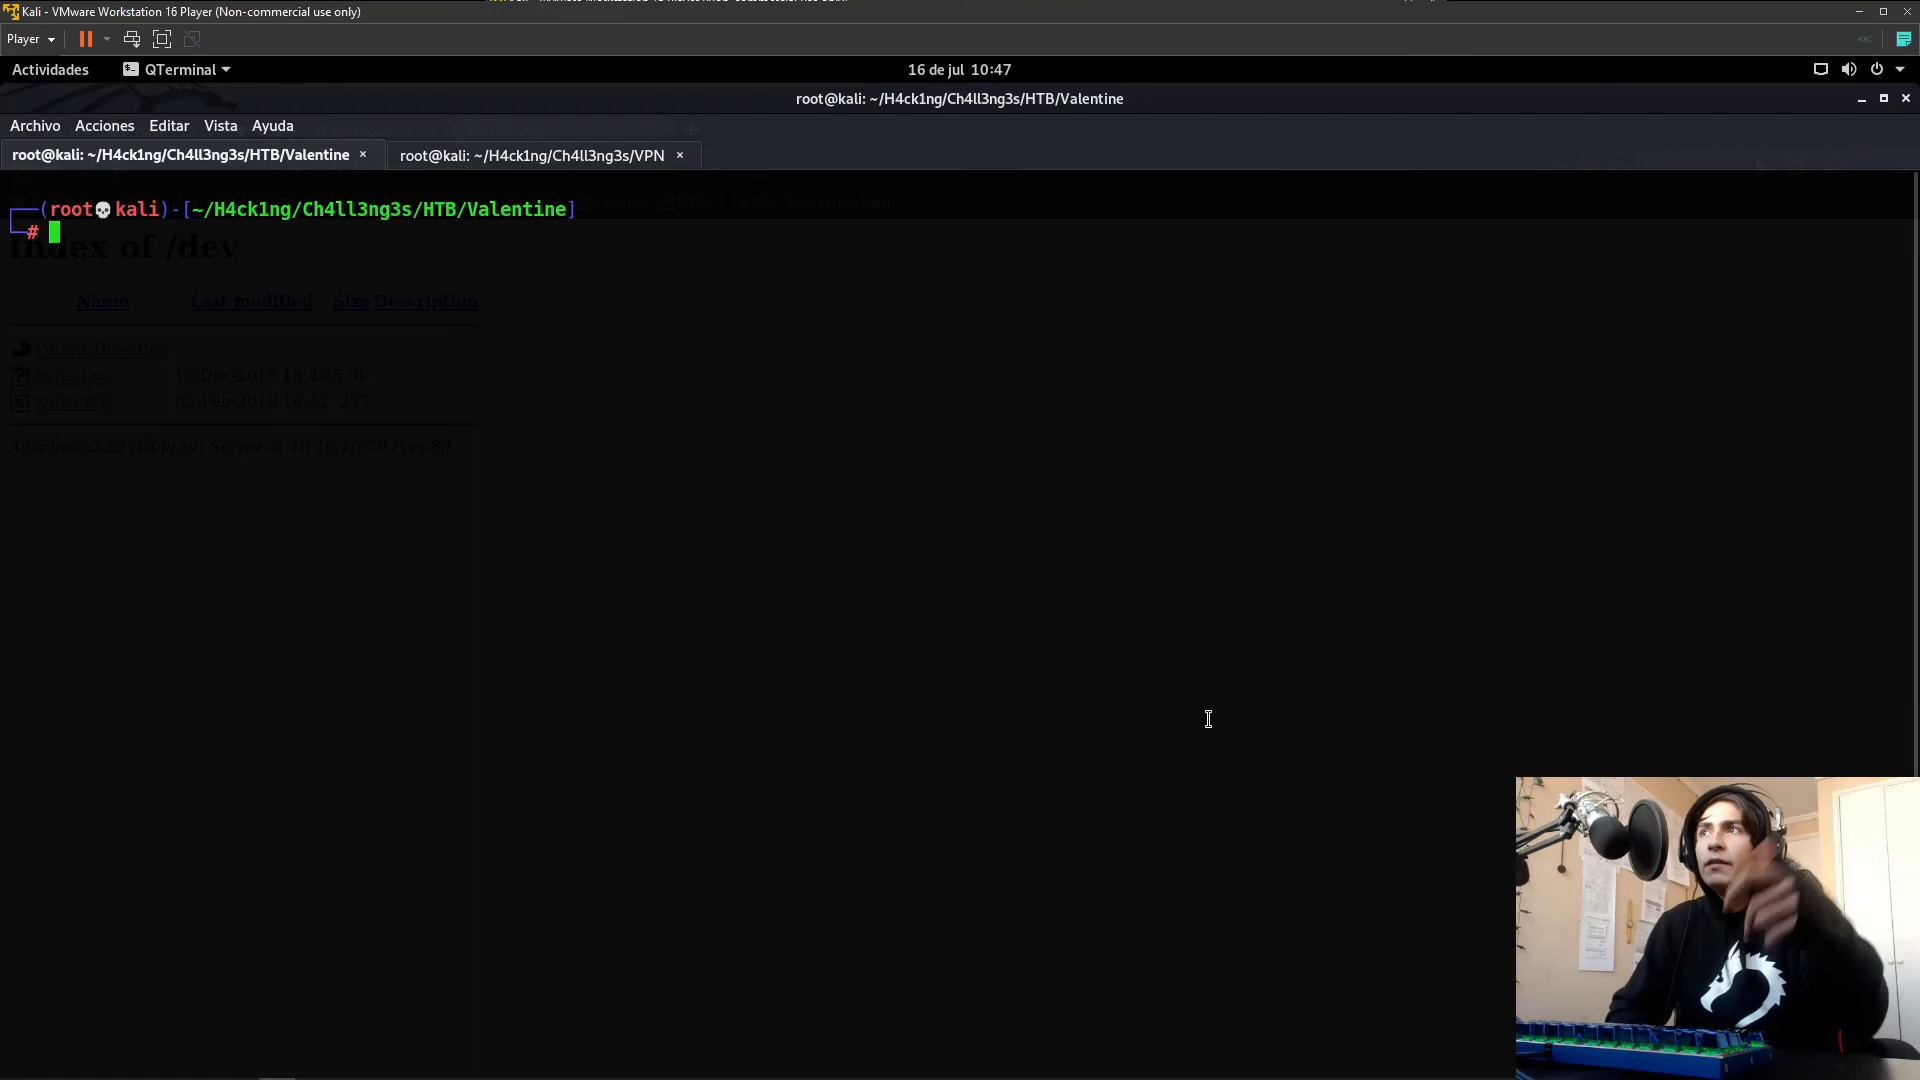 Kali - VMware Workstation 16 Player (Non-commercial use only)
Player
Actividades QTerminal 16 de jul 10:47
root@kali: ~/H4ck1ng/Ch4ll3ng3s/HTB/Valentine
Archivo Acciones Editar Vista Ayuda
root@kali: ~/H4ck1ng/Ch4ll3ng3s/HTB/Valentine × root@kali: ~/H4ck1ng/Ch4ll3ng3s/VPN ×
┌──(root💀kali)-[~/H4ck1ng/Ch4ll3ng3s/HTB/Valentine]
└─#
Index of /dev
Name Last modified Size Description
Parent Directory -